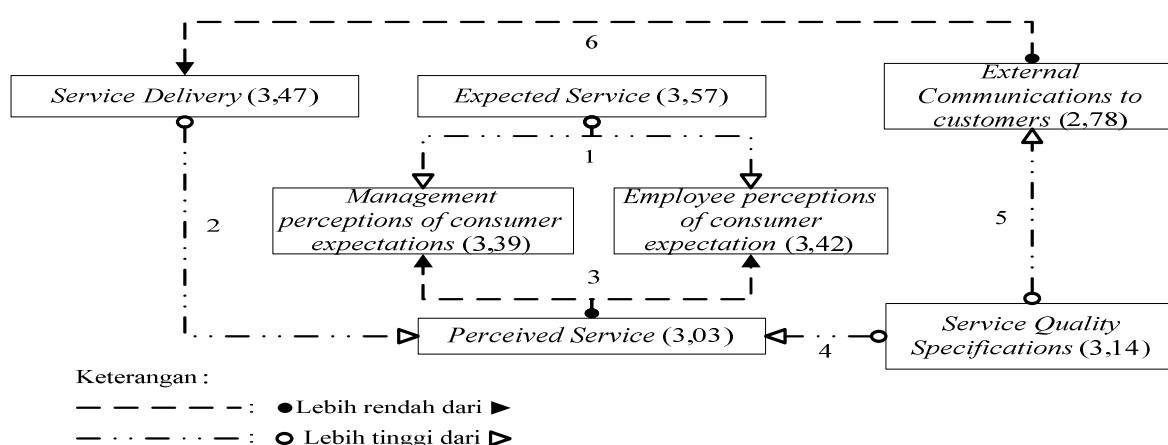 6
Service Delivery (3,47)
Expected Service (3,57)
External
Communications to
customers (2,78)
1
Management
perceptions of consumer
expectations (3,39)
Employee perceptions
of consumer
expectation (3,42)
2
5
3
Perceived Service (3,03)
4
Service Quality
Specifications (3,14)
Keterangan :
: Lebih rendah dari
: Lebih tinggi dari